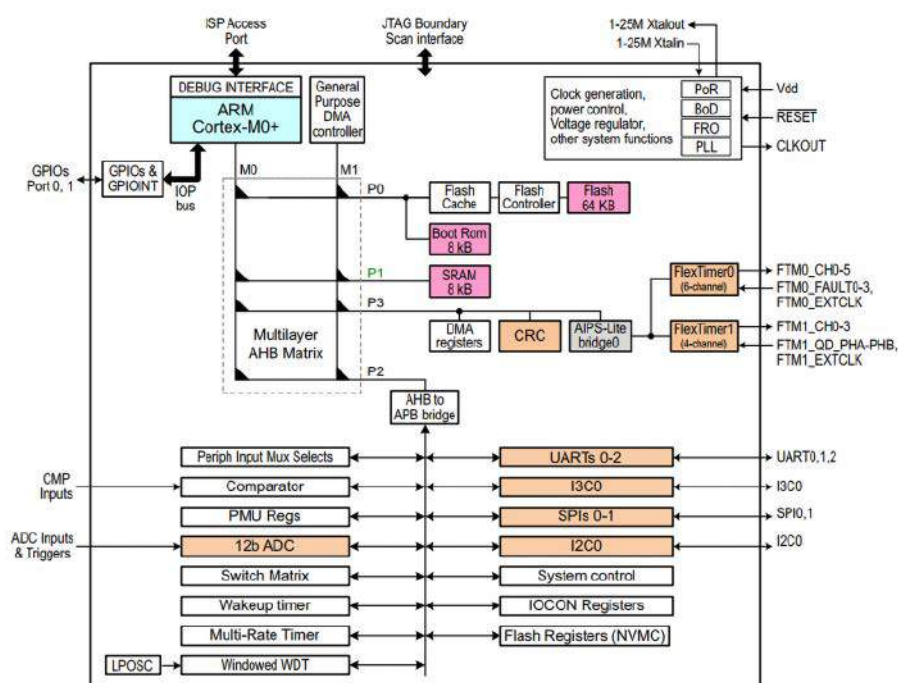 ISP Access
Port
JTAG Boundary
Scan interface
1-25M Xtalout
1-25M Xtalin
DEBUG INTERFACE
ARM
Cortex-M0+
General
Purpose
DMA
controller
Clock generation,
power control,
Voltage regulator,
other system functions
PoR
BoD
FRO
PLL
Vdd
RESET
CLKOUT
GPIOs
Port 0, 1
GPIOs &
GPIOINT
IOP
bus
M0
M1
P0
Flash
Cache
Flash
Controller
Flash
64 KB
Boot Rom
8 kB
P1
SRAM
8 kB
P3
DMA
registers
CRC
AIPS-Lite
bridge0
FlexTimer0
(6-channel)
FTM0_CH0-5
FTM0_FAULT0-3,
FTM0_EXTCLK
FlexTimer1
(4-channel)
FTM1_CH0-3
FTM1_QD_PHA-PHB,
FTM1_EXTCLK
Multilayer
AHB Matrix
P2
AHB to
APB bridge
Periph Input Mux Selects
UARTs 0-2
UART0,1,2
CMP
Inputs
Comparator
I3C0
I3C0
PMU Regs
SPIs 0-1
SPI0,1
ADC Inputs
& Triggers
12b ADC
I2C0
I2C0
Switch Matrix
System control
Wakeup timer
IOCON Registers
Multi-Rate Timer
Flash Registers (NVMC)
LPOSC
Windowed WDT